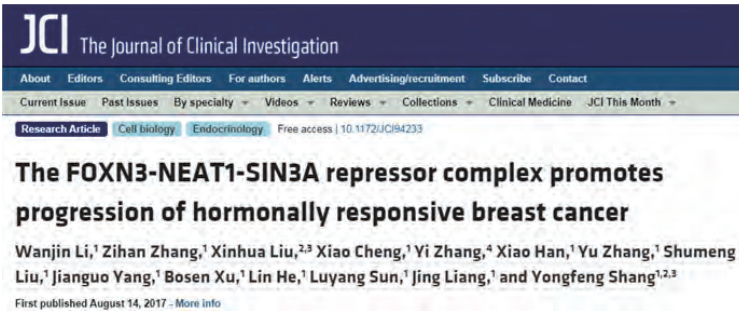 JCI The Journal of Clinical Investigation
About Editors Consulting Editors For authors Alerts Advertising/recruitment Subscribe Contact
Current Issue Past Issues By specialty Videos Reviews Collections Clinical Medicine JCI This Month
Research Article Cell biology Endocrinology Free access | 10.1172/JCI94233
The FOXN3-NEAT1-SIN3A repressor complex promotes
progression of hormonally responsive breast cancer
Wanjin Li,¹ Zihan Zhang,¹ Xinhua Liu,²,³ Xiao Cheng,¹ Yi Zhang,⁴ Xiao Han,¹ Yu Zhang,¹ Shumeng
Liu,¹ Jianguo Yang,¹ Bosen Xu,¹ Lin He,¹ Luyang Sun,¹ Jing Liang,¹ and Yongfeng Shang¹,²,³
First published August 14, 2017 - More info